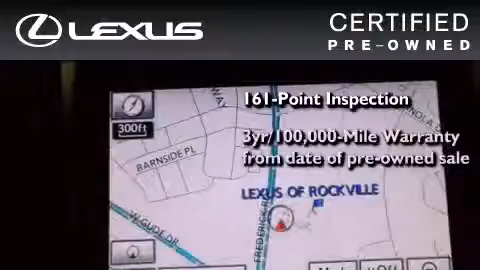 LEXUS
CERTIFIED
PRE-OWNED
161-Point Inspection
3yr/100,000-Mile Warranty
from date of pre-owned sale
300ft
BARNSIDE PL
LEXUS OF ROCKVILLE
W GUDE DR
FREDERICK R